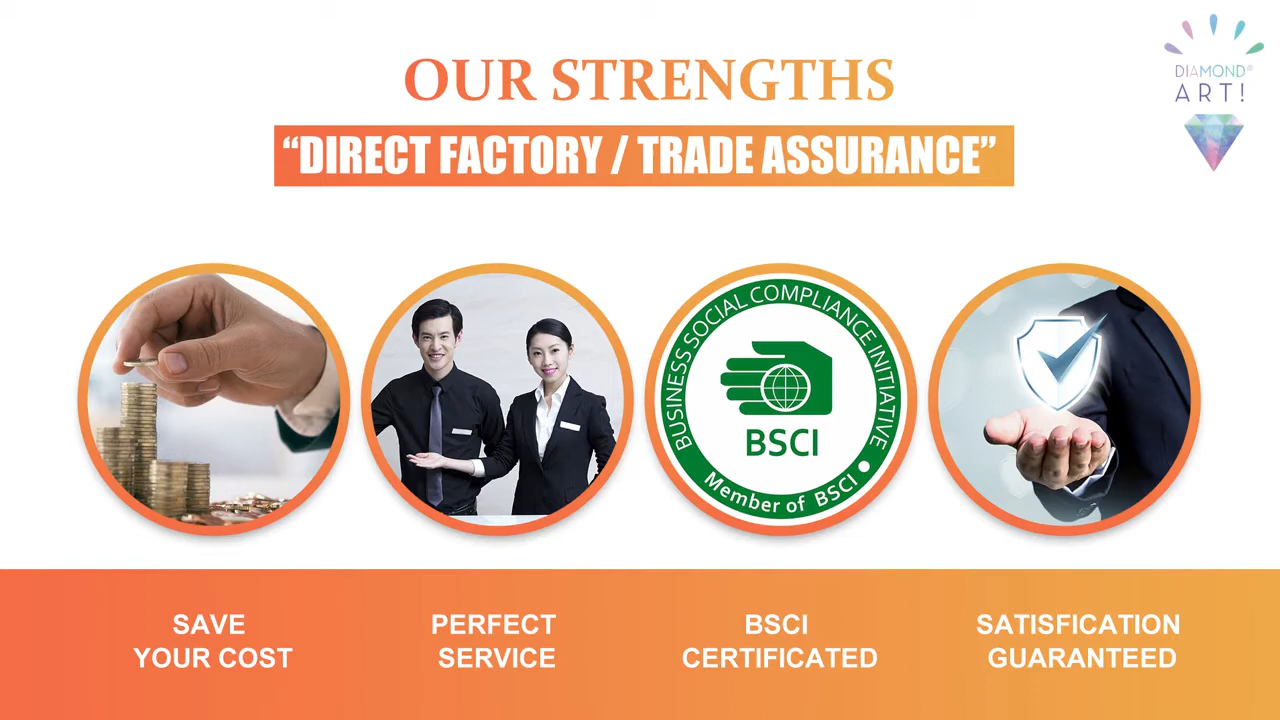 OUR STRENGTHS
DIAMOND®
ART!
“DIRECT FACTORY / TRADE ASSURANCE”
BUSINESS SOCIAL COMPLIANCE INITIATIVE
BSCI
Member of BSCI
SAVE
YOUR COST
PERFECT
SERVICE
BSCI
CERTIFICATED
SATISFICATION
GUARANTEED